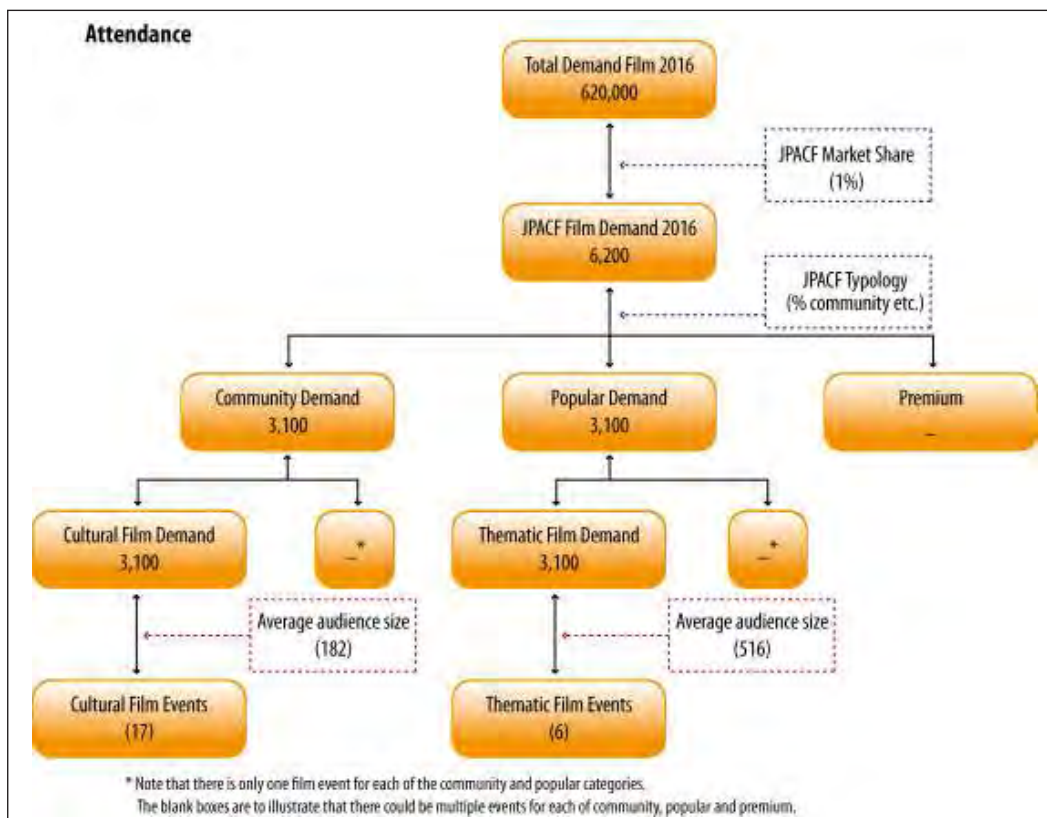 Attendance
Total Demand Film 2016
620,000
JPACF Market Share
(1%)
JPACF Film Demand 2016
6,200
JPACF Typology
(% community etc.)
Community Demand
3,100
Popular Demand
3,100
Premium
_
Cultural Film Demand
3,100
_*
Thematic Film Demand
3,100
_*
Average audience size
(182)
Average audience size
(516)
Cultural Film Events
(17)
Thematic Film Events
(6)
* Note that there is only one film event for each of the community and popular categories.
The blank boxes are to illustrate that there could be multiple events for each of community, popular and premium.